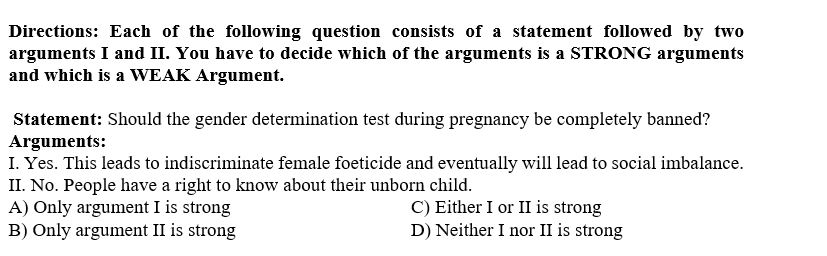 Directions: Each of the following question consists of a statement followed by two
arguments I and II. You have to decide which of the arguments is a STRONG arguments
and which is a WEAK Argument.
Statement: Should the gender determination test during pregnancy be completely banned?
Arguments:
I. Yes. This leads to indiscriminate female foeticide and eventually will lead to social imbalance.
II. No. People have a right to know about their unborn child.
A) Only argument I is strong C) Either I or II is strong
B) Only argument II is strong D) Neither I nor II is strong